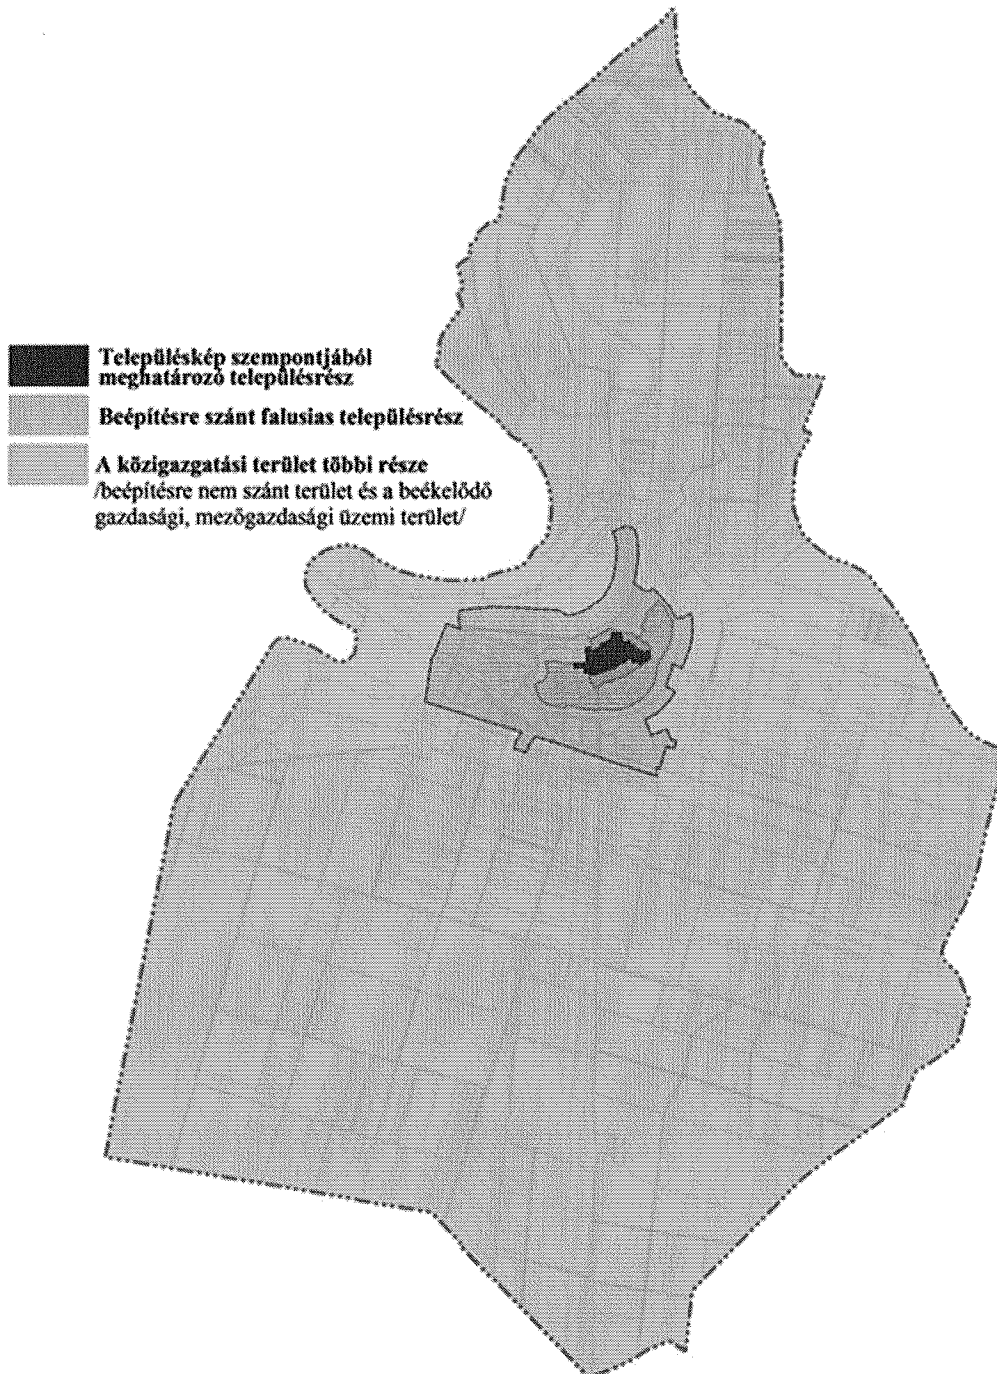 Településkép szempontjából
meghatározó településrész
Beépítésre szánt falusias településrész
A közigazgatási terület többi része
/beépítésre nem szánt terület és a beékelődő
gazdasági, mezőgazdasági üzemi terület/